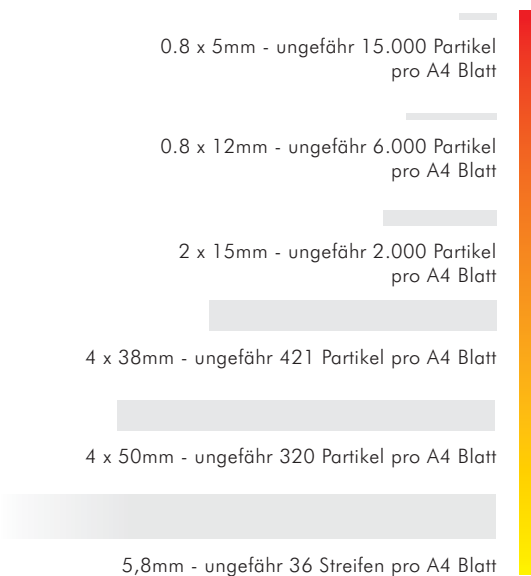 0.8 x 5mm - ungefähr 15.000 Partikel
pro A4 Blatt
0.8 x 12mm - ungefähr 6.000 Partikel
pro A4 Blatt
2 x 15mm - ungefähr 2.000 Partikel
pro A4 Blatt
4 x 38mm - ungefähr 421 Partikel pro A4 Blatt
4 x 50mm - ungefähr 320 Partikel pro A4 Blatt
5,8mm - ungefähr 36 Streifen pro A4 Blatt